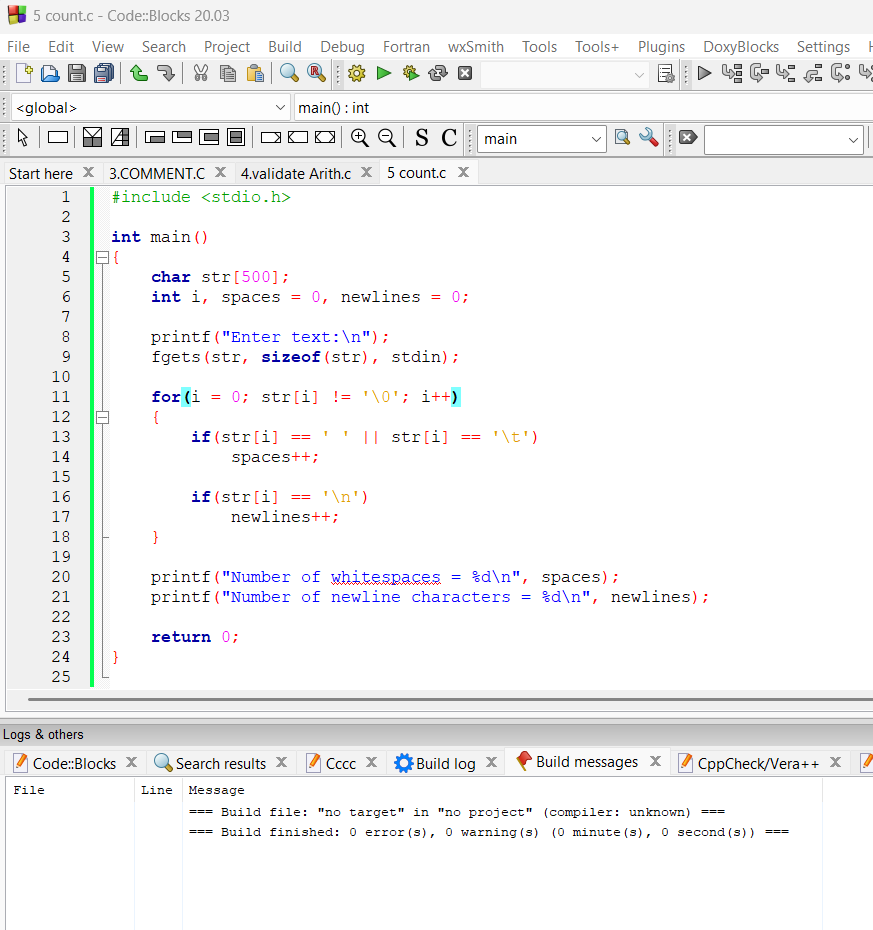 5 count.c - Code::Blocks 20.03
File Edit View Search Project Build Debug Fortran wxSmith Tools Tools+ Plugins DoxyBlocks Settings
<global> main() : int
S C main
Start here 3.COMMENT.C 4.validate Arith.c 5 count.c
1 #include <stdio.h>
2
3 int main()
4 {
5     char str[500];
6     int i, spaces = 0, newlines = 0;
7
8     printf("Enter text:\n");
9     fgets(str, sizeof(str), stdin);
10
11     for(i = 0; str[i] != '\0'; i++)
12     {
13         if(str[i] == ' ' || str[i] == '\t')
14             spaces++;
15
16         if(str[i] == '\n')
17             newlines++;
18     }
19
20     printf("Number of whitespaces = %d\n", spaces);
21     printf("Number of newline characters = %d\n", newlines);
22
23     return 0;
24 }
25
Logs & others
Code::Blocks Search results Cccc Build log Build messages CppCheck/Vera++
File Line Message
=== Build file: "no target" in "no project" (compiler: unknown) ===
=== Build finished: 0 error(s), 0 warning(s) (0 minute(s), 0 second(s)) ===